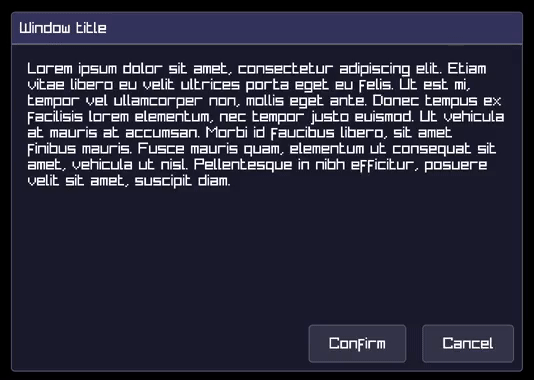 Window title
Lorem ipsum dolor sit amet, consectetur adipiscing elit. Etiam
vitae libero eu velit ultrices porta eget eu felis. Ut est mi,
tempor vel ullamcorper non, mollis eget ante. Donec tempus ex
facilisis lorem elementum, nec tempor justo euismod. Ut vehicula
at mauris at accumsan. Morbi id faucibus libero, sit amet
finibus mauris. Fusce mauris quam, elementum ut consequat sit
amet, vehicula ut nisl. Pellentesque in nibh efficitur, posuere
velit sit amet, suscipit diam.
Confirm
Cancel